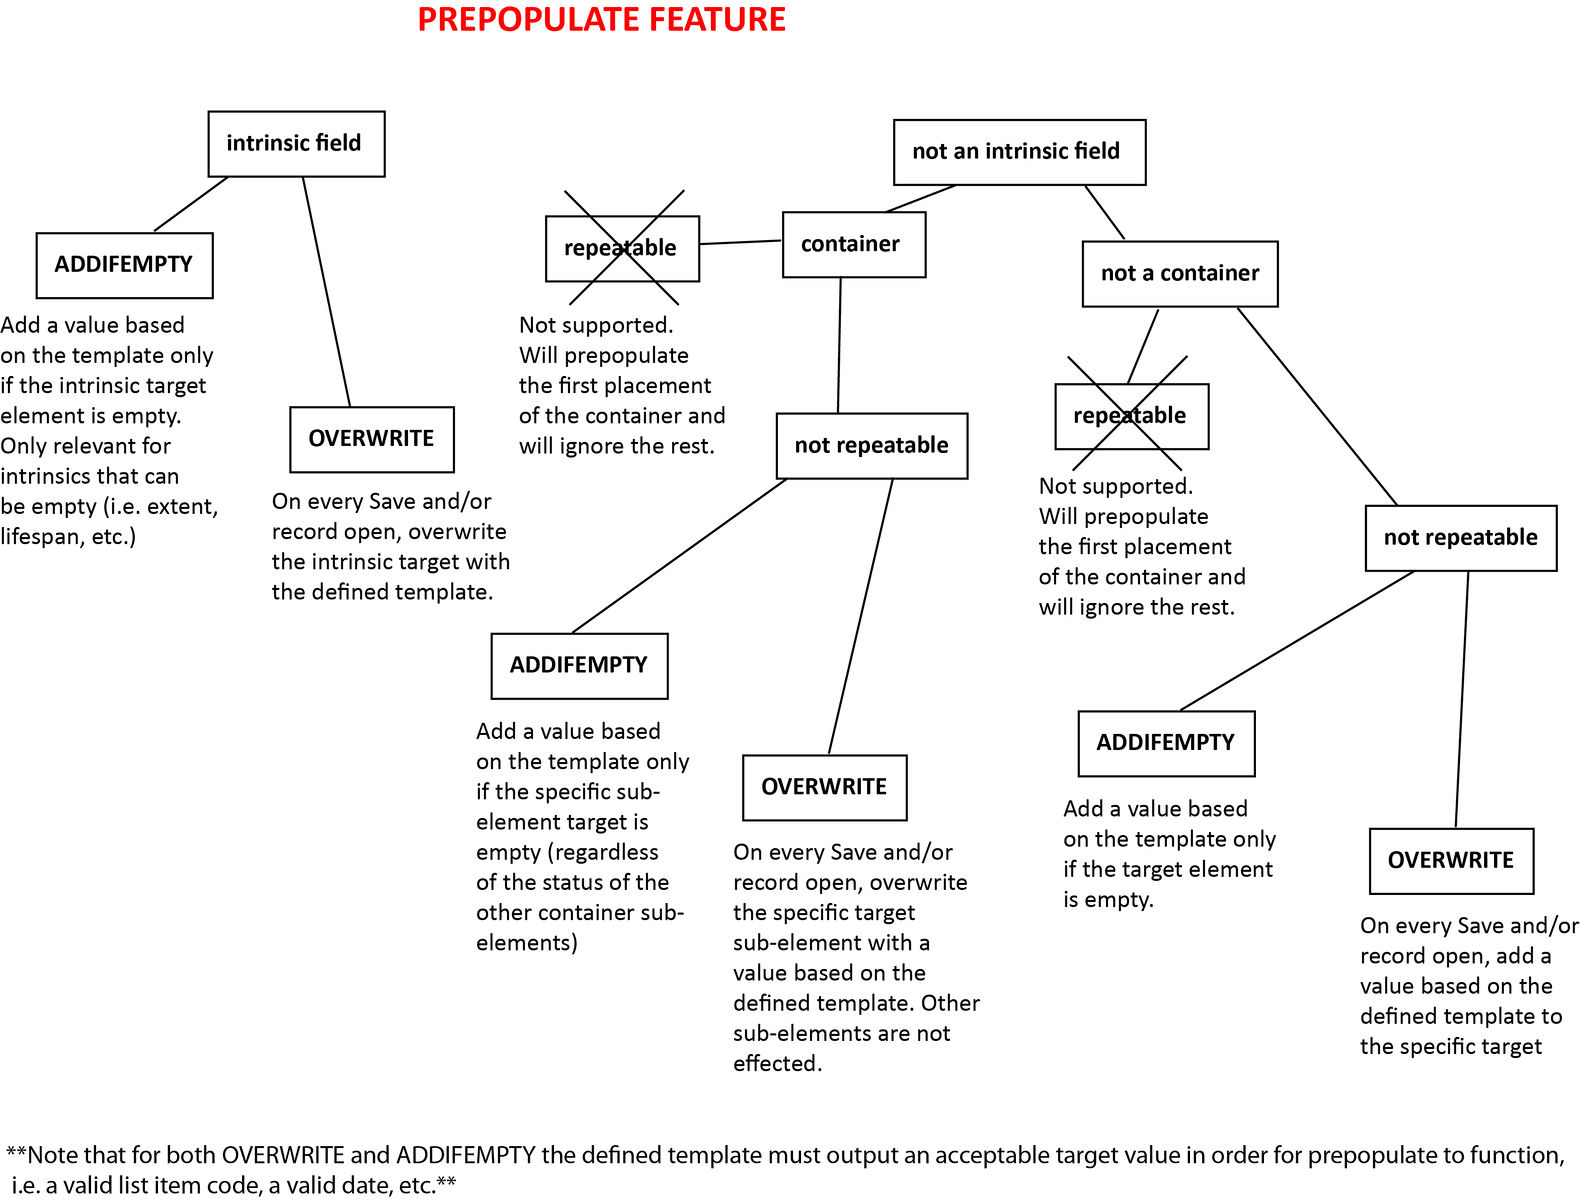 PREPOPULATE FEATURE
intrinsic field
ADDIFEMPTY
Add a value based
on the template only
if the intrinsic target
element is empty.
Only relevant for
intrinsics that can
be empty (i.e. extent,
lifespan, etc.)
OVERWRITE
On every Save and/or
record open, overwrite
the intrinsic target with
the defined template.
not an intrinsic field
container
repeatable
Not supported.
Will prepopulate
the first placement
of the container and
will ignore the rest.
not repeatable
ADDIFEMPTY
Add a value based
on the template only
if the specific sub-
element target is
empty (regardless
of the status of the
other container sub-
elements)
OVERWRITE
On every Save and/or
record open, overwrite
the specific target
sub-element with a
value based on the
defined template. Other
sub-elements are not
effected.
not a container
repeatable
Not supported.
Will prepopulate
the first placement
of the container and
will ignore the rest.
not repeatable
ADDIFEMPTY
Add a value based
on the template only
if the target element
is empty.
OVERWRITE
On every Save and/or
record open, add a
value based on the
defined template to
the specific target
**Note that for both OVERWRITE and ADDIFEMPTY the defined template must output an acceptable target value in order for prepopulate to function,
i.e. a valid list item code, a valid date, etc.**